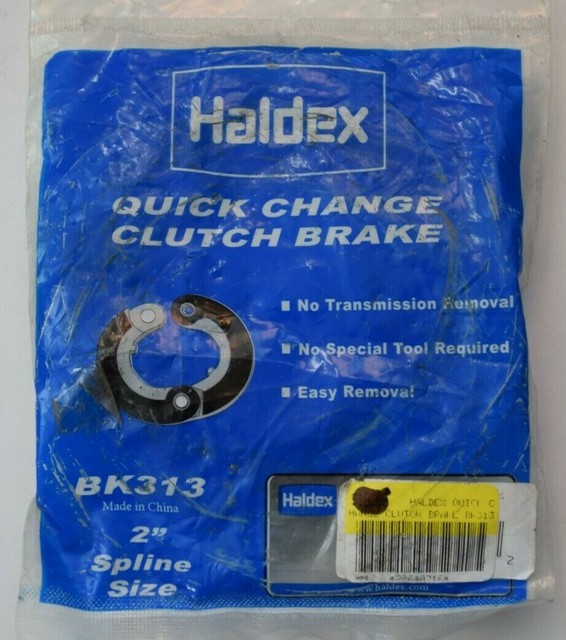 Haldex
QUICK CHANGE
CLUTCH BRAKE
■ No Transmission Removal
■ No Special Tool Required
■ Easy Removal
BK313
Made in China
2”
Spline
Size
Haldex
HALDEX QUICK C
CLUTCH BRAKE BK313
2
www.haldex.com